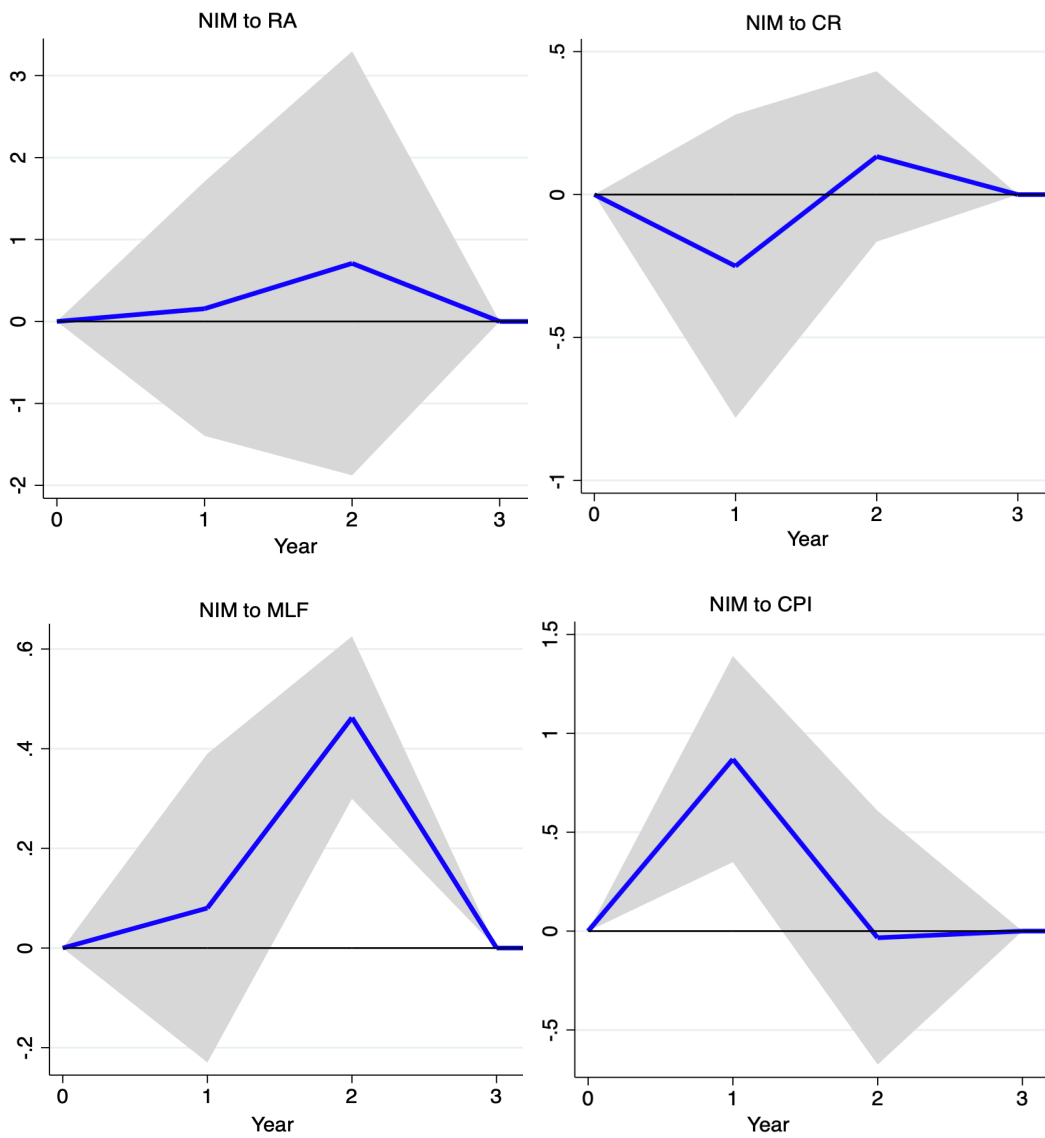 NIM to RA
3
2
1
0
-1
-2
0 1 2 3
Year
NIM to CR
.5
0
-.5
-1
0 1 2 3
Year
NIM to MLF
.6
.4
.2
0
-.2
0 1 2 3
Year
NIM to CPI
1.5
1
.5
0
-.5
0 1 2 3
Year